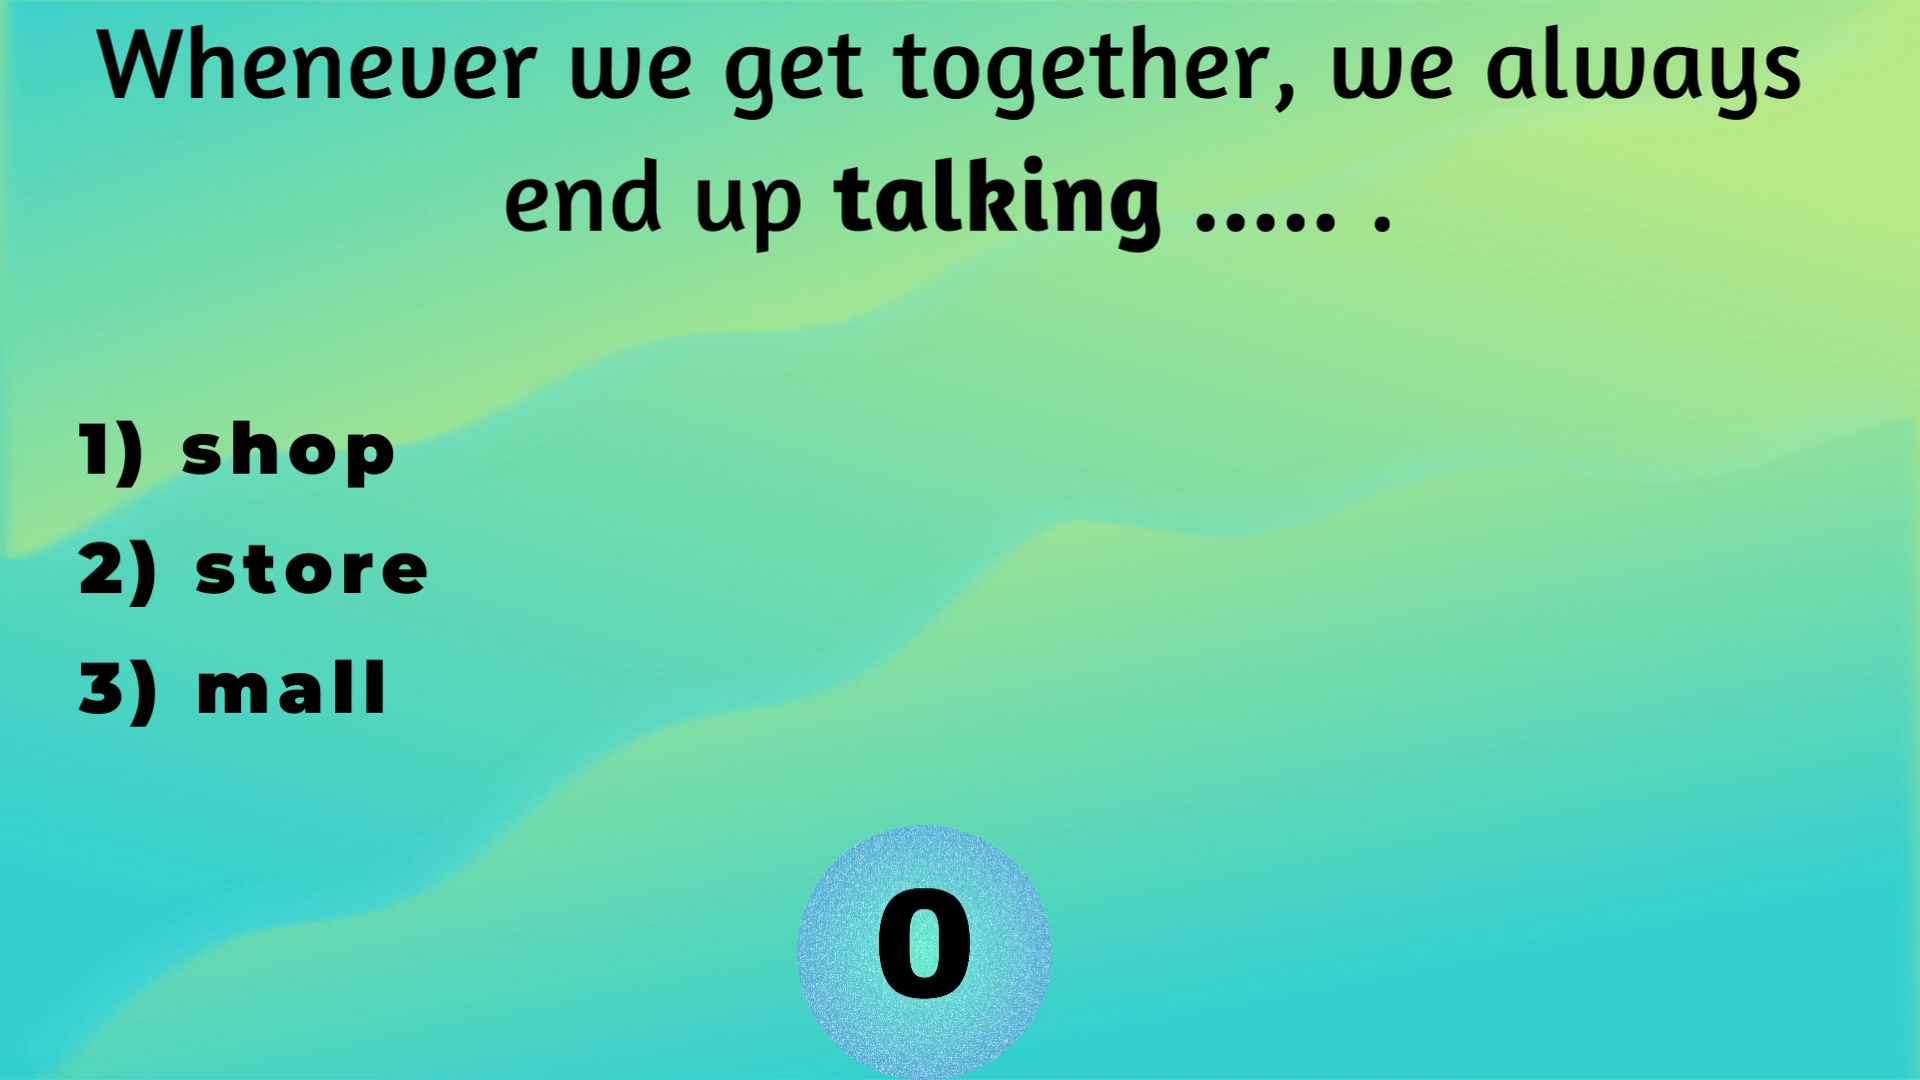 Whenever we get together, we always
end up talking ..... .
1) shop
2) store
3) mall
0